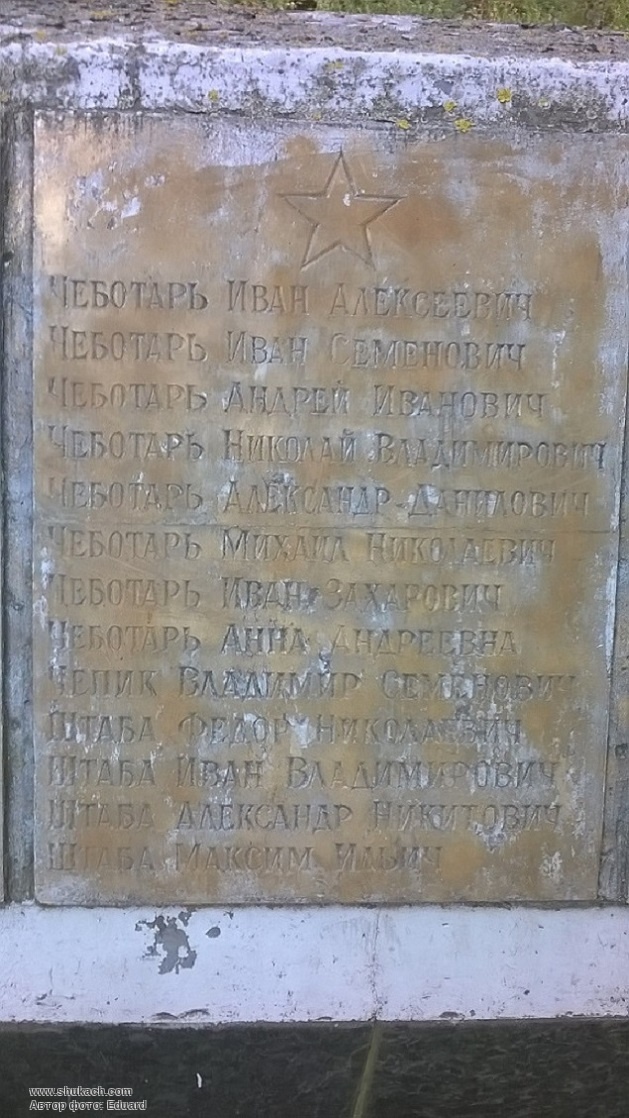 Чеботарь Иван Алексеевич
Чеботарь Иван Семенович
Чеботарь Андрей Иванович
Чеботарь Николай Владимирович
Чеботарь Александр Данилович
Чеботарь Михаил Николаевич
Чеботарь Иван Захарович
Чеботарь Анна Андреевна
Чепик Владимир Семенович
Штаба Федор Николаевич
Штаба Иван Владимирович
Штаба Александр Никитович
Штаба Максим Ильич
www.shukach.com
Автор фото: Eduard